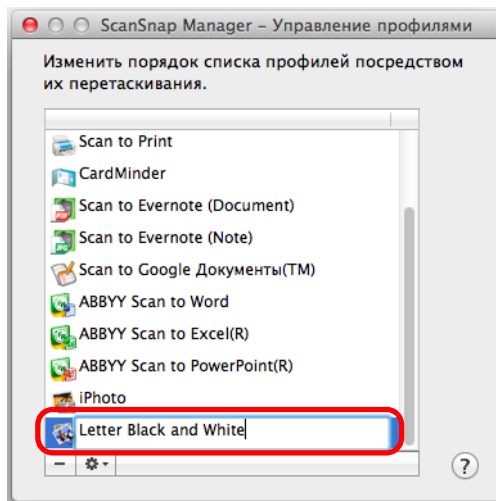 ScanSnap Manager – Управление профилями
Изменить порядок списка профилей посредством
их перетаскивания.
Scan to Print
CardMinder
Scan to Evernote (Document)
Scan to Evernote (Note)
Scan to Google Документы(TM)
ABBYY Scan to Word
ABBYY Scan to Excel(R)
ABBYY Scan to PowerPoint(R)
iPhoto
Letter Black and White
?